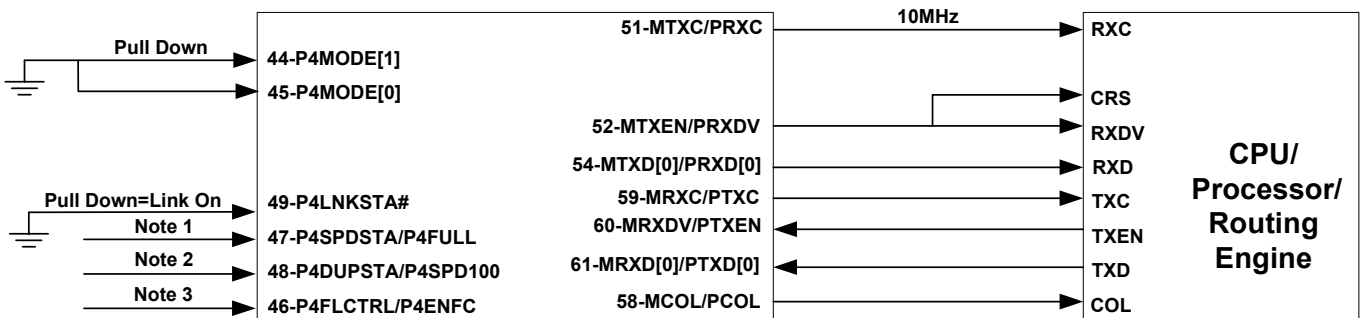 Pull Down
44-P4MODE[1]
45-P4MODE[0]
Pull Down=Link On
49-P4LNKSTA#
Note 1
47-P4SPDSTA/P4FULL
Note 2
48-P4DUPSTA/P4SPD100
Note 3
46-P4FLCTRL/P4ENFC
51-MTXC/PRXC
52-MTXEN/PRXDV
54-MTXD[0]/PRXD[0]
59-MRXC/PTXC
60-MRXDV/PTXEN
61-MRXD[0]/PTXD[0]
58-MCOL/PCOL
10MHz
RXC
CRS
RXDV
RXD
TXC
TXEN
TXD
COL
CPU/
Processor/
Routing
Engine